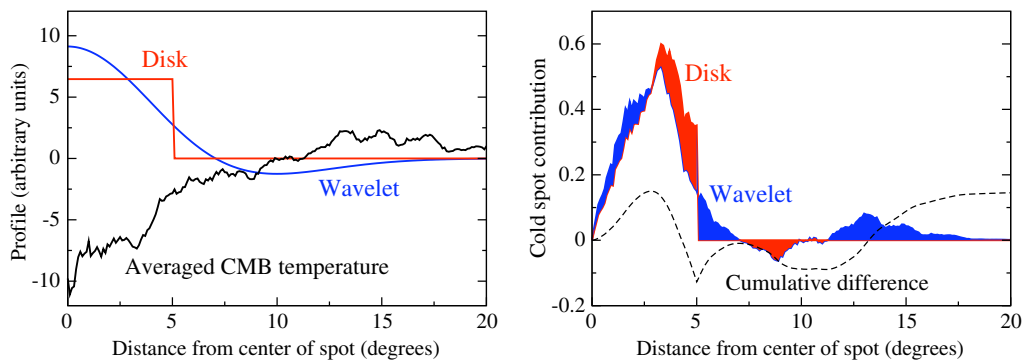 Profile (arbitrary units)
10
5
0
-5
-10
Disk
Wavelet
Averaged CMB temperature
0 5 10 15 20
Distance from center of spot (degrees)
Cold spot contribution
0.6
0.4
0.2
0
-0.2
Disk
Wavelet
Cumulative difference
0 5 10 15 20
Distance from center of spot (degrees)